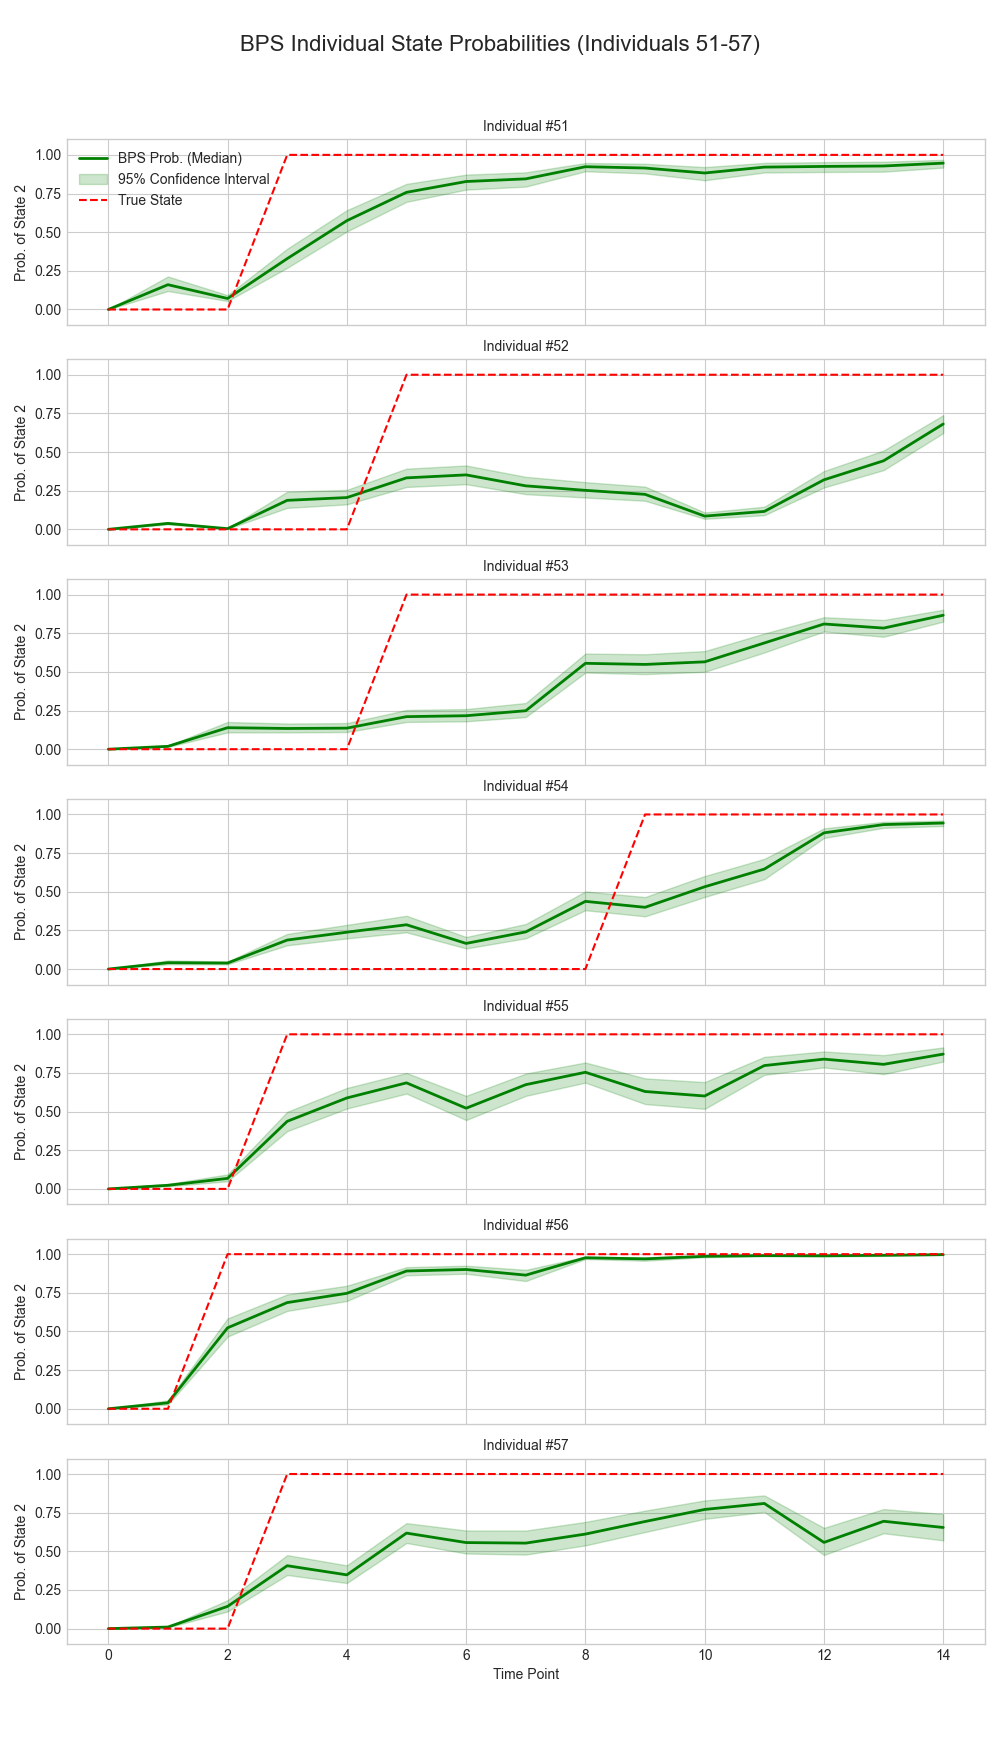 BPS Individual State Probabilities (Individuals 51-57)
Individual #51
BPS Prob. (Median)
95% Confidence Interval
True State
Prob. of State 2
1.00
0.75
0.50
0.25
0.00
Individual #52
Prob. of State 2
1.00
0.75
0.50
0.25
0.00
Individual #53
Prob. of State 2
1.00
0.75
0.50
0.25
0.00
Individual #54
Prob. of State 2
1.00
0.75
0.50
0.25
0.00
Individual #55
Prob. of State 2
1.00
0.75
0.50
0.25
0.00
Individual #56
Prob. of State 2
1.00
0.75
0.50
0.25
0.00
Individual #57
Prob. of State 2
1.00
0.75
0.50
0.25
0.00
0 2 4 6 8 10 12 14
Time Point